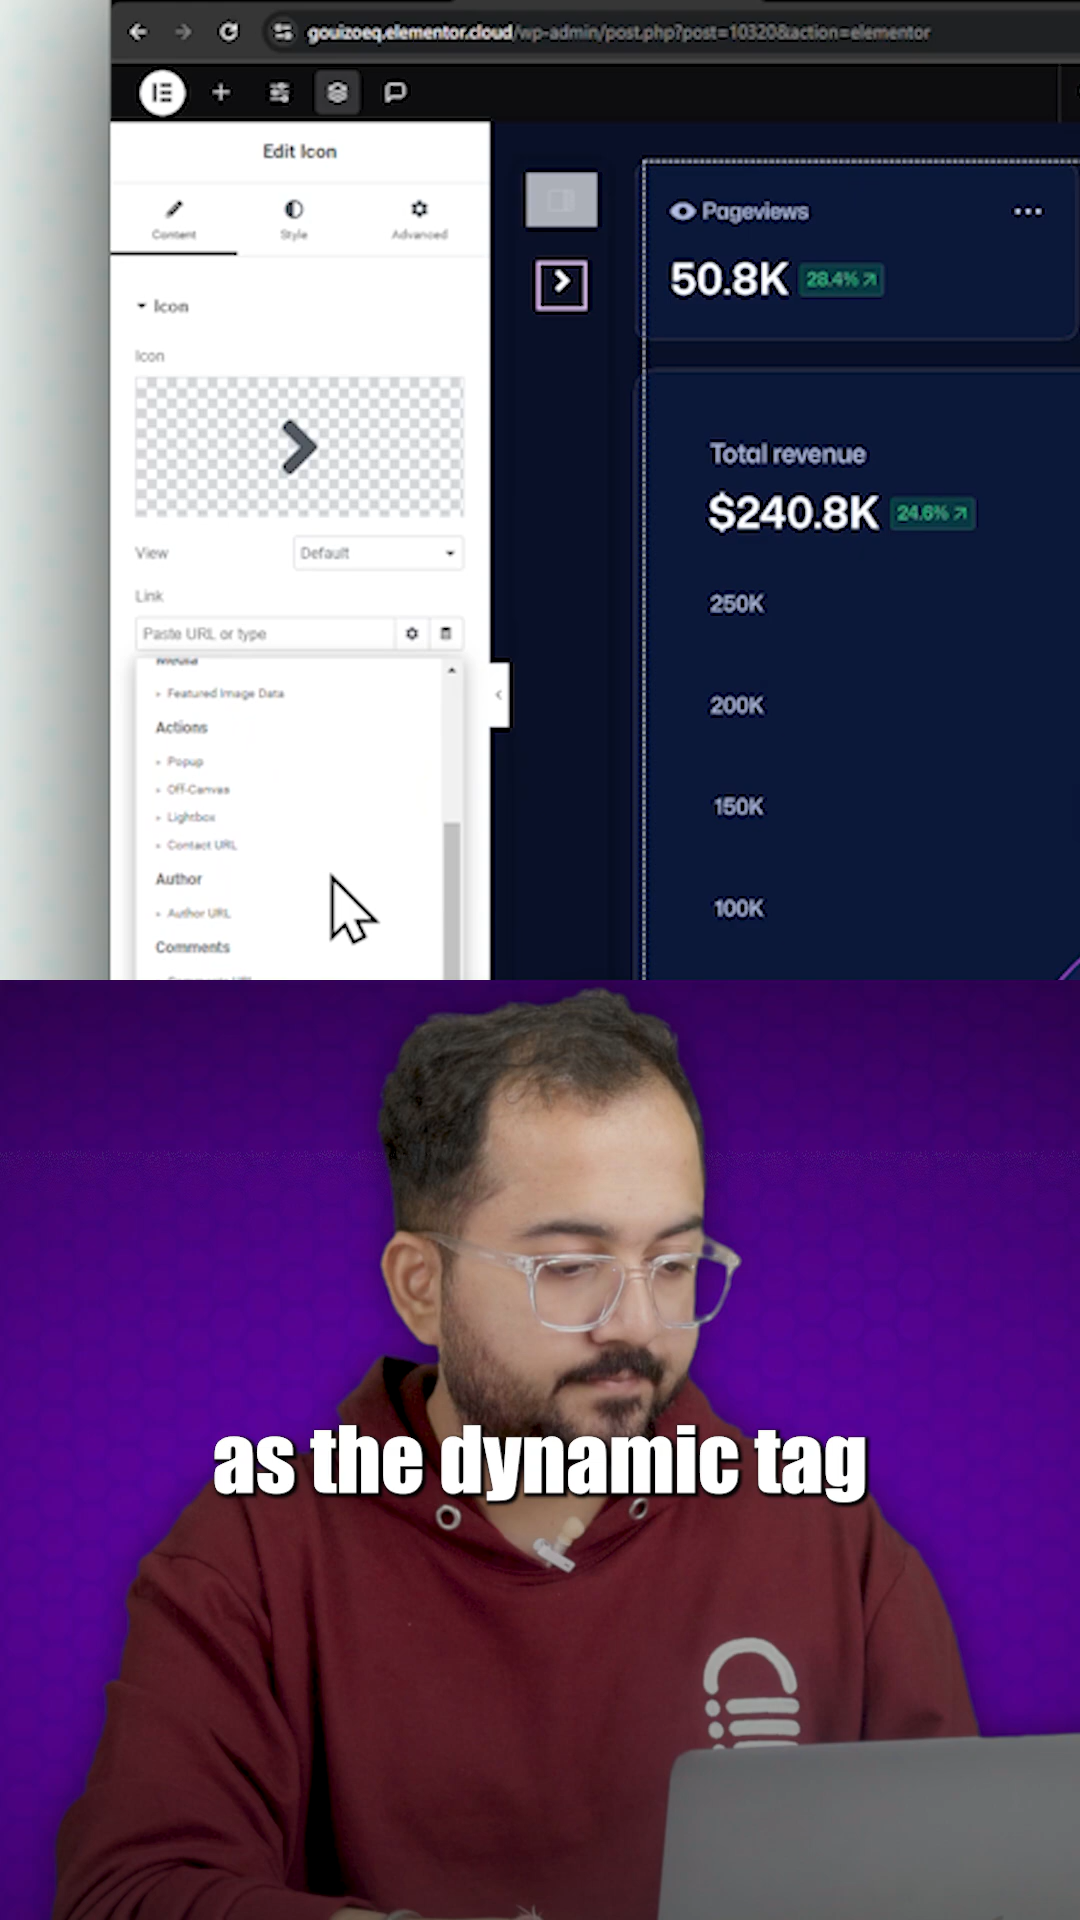 gouizoeq.elementor.cloud/wp-admin/post.php?post=10320&action=elementor
Edit Icon
Content
Style
Advanced
Icon
Icon
View
Default
Link
Paste URL or type
Media
Featured Image Data
Actions
Popup
Off-Canvas
Lightbox
Contact URL
Author
Author URL
Comments
Pageviews
50.8K
28.4%
Total revenue
$240.8K
24.6%
250K
200K
150K
100K
as the dynamic tag